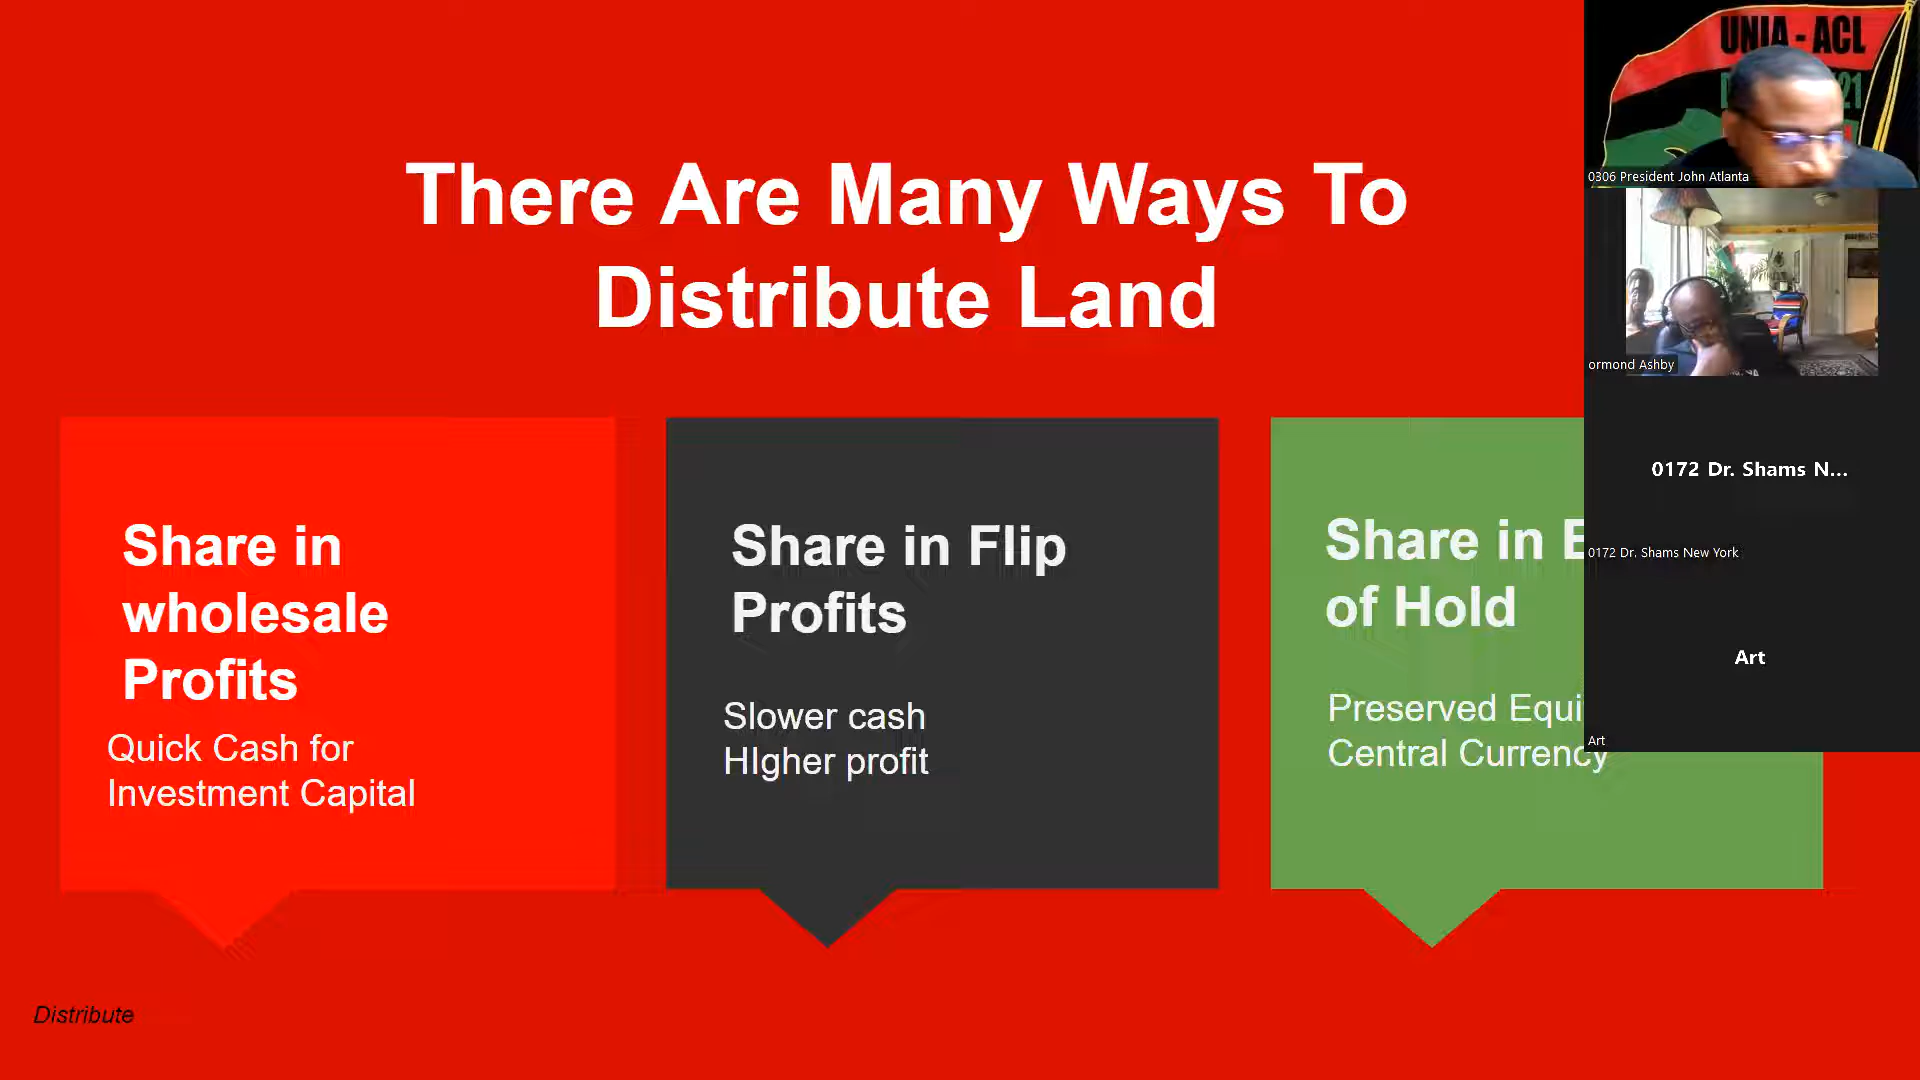 There Are Many Ways To
Distribute Land
Share in
wholesale
Profits
Quick Cash for
Investment Capital
Share in Flip
Profits
Slower cash
HIgher profit
Share in
of Hold
Preserved
Central Currency
Distribute
UNIA - ACL
0306 President John Atlanta
ormond Ashby
0172 Dr. Shams N...
0172 Dr. Shams New York
Art
Art